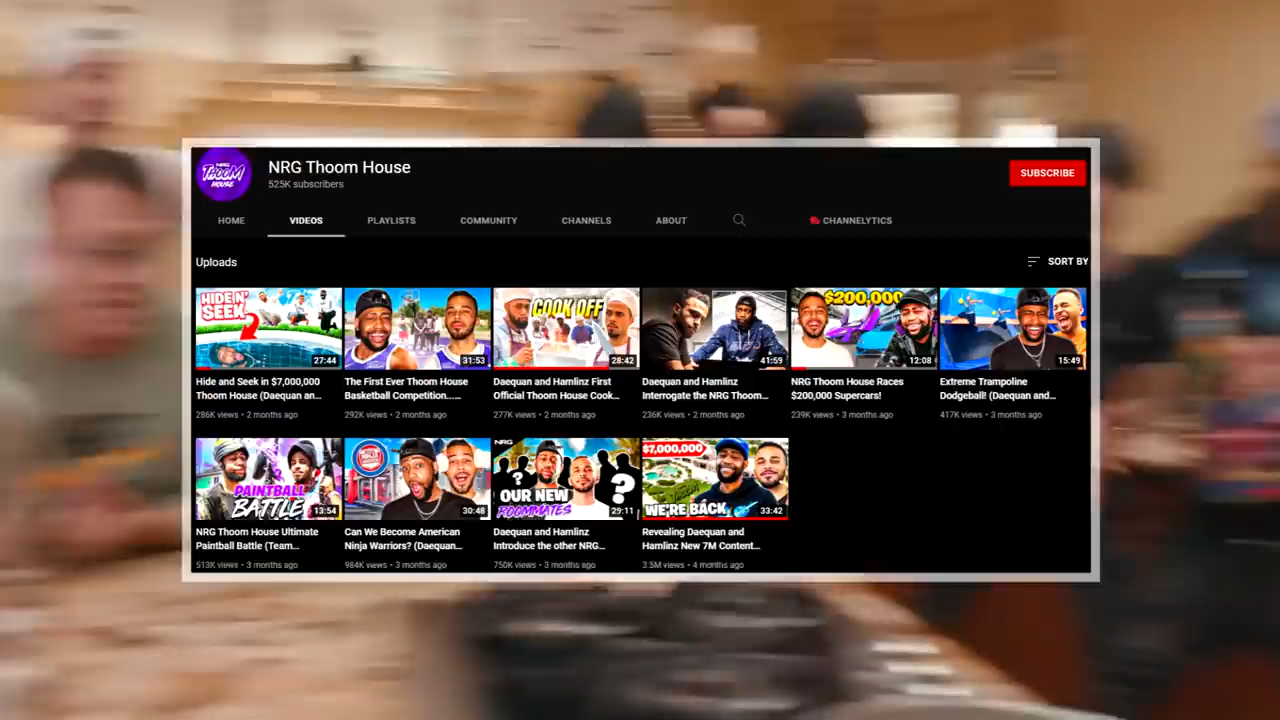 NRG
THOOM
HOUSE
NRG Thoom House
525K subscribers
SUBSCRIBE
HOME
VIDEOS
PLAYLISTS
COMMUNITY
CHANNELS
ABOUT
CHANNELYTICS
Uploads
SORT BY
HIDE N'
SEEK
27:44
31:53
COOK OFF
28:42
41:59
$200,000
12:08
15:49
Hide and Seek in $7,000,000
Thoom House (Daequan an...
286K views • 2 months ago
The First Ever Thoom House
Basketball Competition......
292K views • 2 months ago
Daequan and Hamlinz First
Official Thoom House Cook...
277K views • 2 months ago
Daequan and Hamlinz
Interrogate the NRG Thoom...
236K views • 2 months ago
NRG Thoom House Races
$200,000 Supercars!
239K views • 3 months ago
Extreme Trampoline
Dodgeball! (Daequan and...
417K views • 3 months ago
PAINTBALL
BATTLE
13:54
30:48
NRG
OUR NEW
ROOMMATES
?
?
29:11
$7,000,000
WE'RE BACK
33:42
NRG Thoom House Ultimate
Paintball Battle (Team...
513K views • 3 months ago
Can We Become American
Ninja Warriors? (Daequan...
984K views • 3 months ago
Daequan and Hamlinz
Introduce the other NRG...
750K views • 3 months ago
Revealing Daequan and
Hamlinz New 7M Content...
3.5M views • 4 months ago